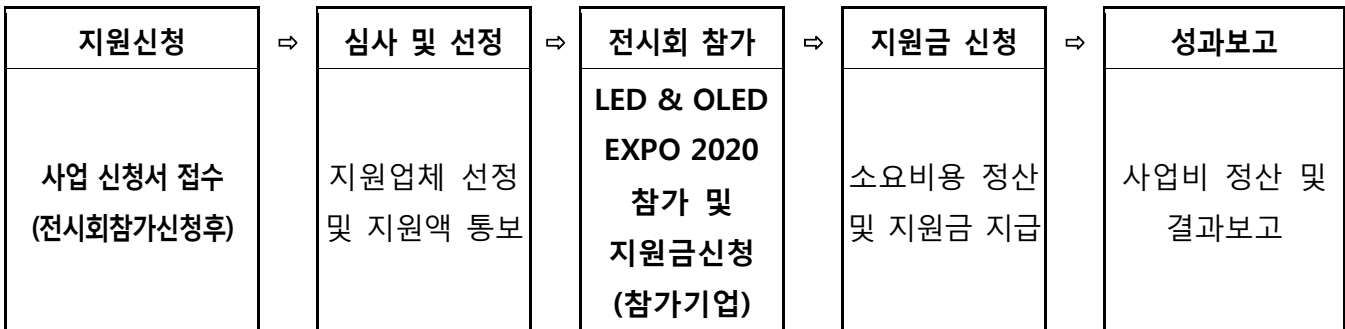 지원신청 ⇨ 심사 및 선정 ⇨ 전시회 참가 ⇨ 지원금 신청 ⇨ 성과보고
사업 신청서 접수
(전시회참가신청후)
지원업체 선정
및 지원액 통보
LED & OLED
EXPO 2020
참가 및
지원금신청
(참가기업)
소요비용 정산
및 지원금 지급
사업비 정산 및
결과보고